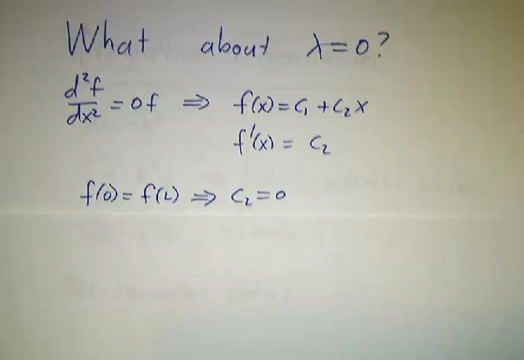 What about λ=0?
d²f/dx² = 0f ⇒ f(x)=C₁+C₂x
f'(x) = C₂
f(0)=f(L) ⇒ C₂=0